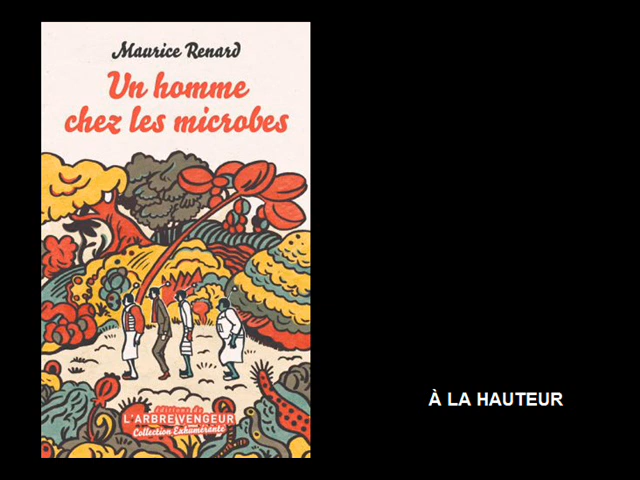 Maurice Renard
Un homme
chez les microbes
éditions de
L'ARBRE VENGEUR
Collection Exhumérante
À LA HAUTEUR